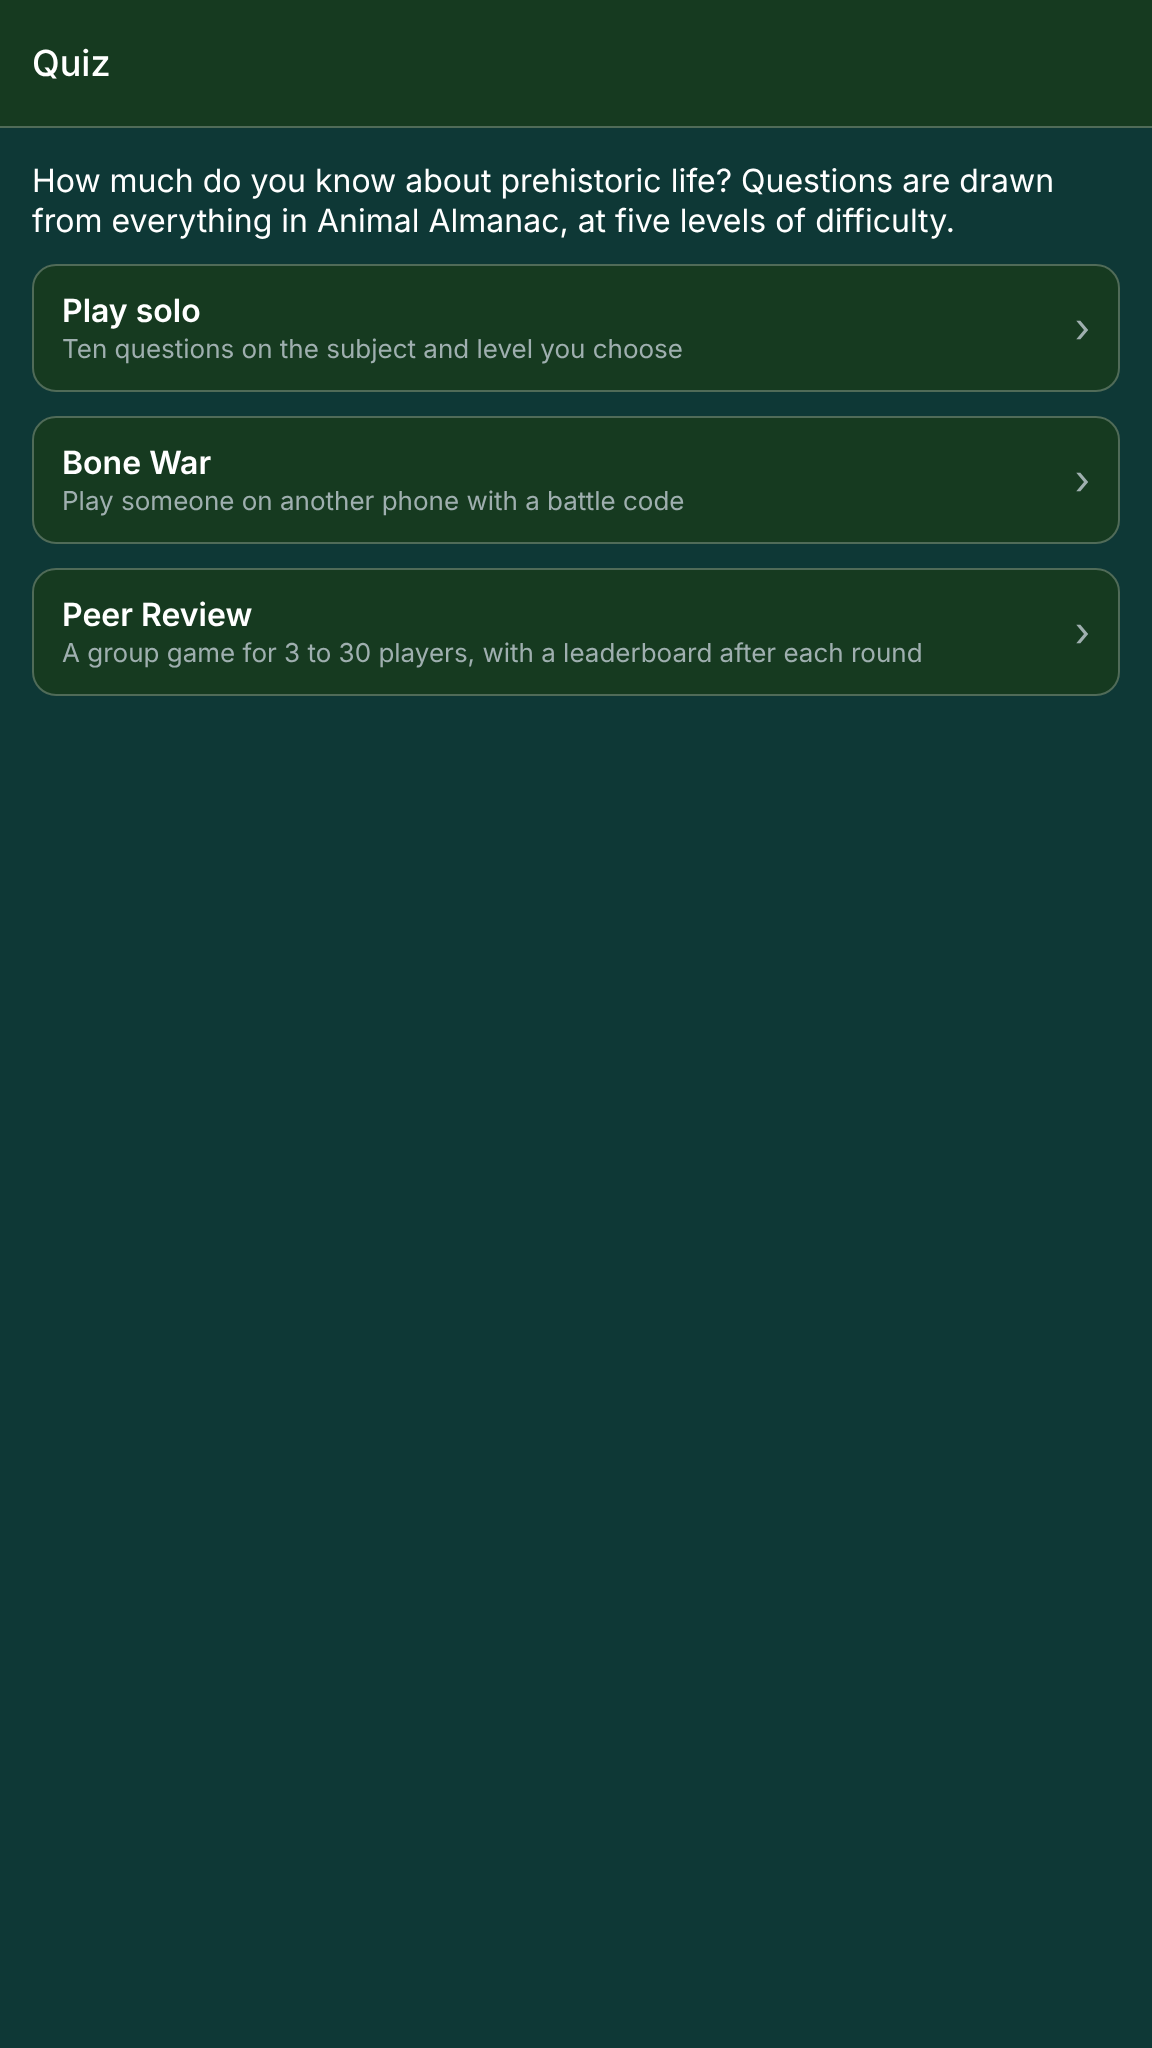 Quiz
How much do you know about prehistoric life? Questions are drawn
from everything in Animal Almanac, at five levels of difficulty.
Play solo
Ten questions on the subject and level you choose
Bone War
Play someone on another phone with a battle code
Peer Review
A group game for 3 to 30 players, with a leaderboard after each round